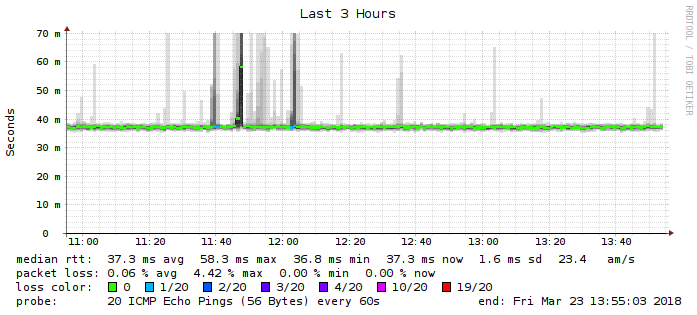 Last 3 Hours
RRDTOOL / TOBI OETIKER
Seconds
70 m
60 m
50 m
40 m
30 m
20 m
10 m
0
11:00 11:20 11:40 12:00 12:20 12:40 13:00 13:20 13:40
median rtt: 37.3 ms avg 58.3 ms max 36.8 ms min 37.3 ms now 1.6 ms sd 23.4 am/s
packet loss: 0.06 % avg 4.42 % max 0.00 % min 0.00 % now
loss color: 0 1/20 2/20 3/20 4/20 10/20 19/20
probe: 20 ICMP Echo Pings (56 Bytes) every 60s end: Fri Mar 23 13:55:03 2018